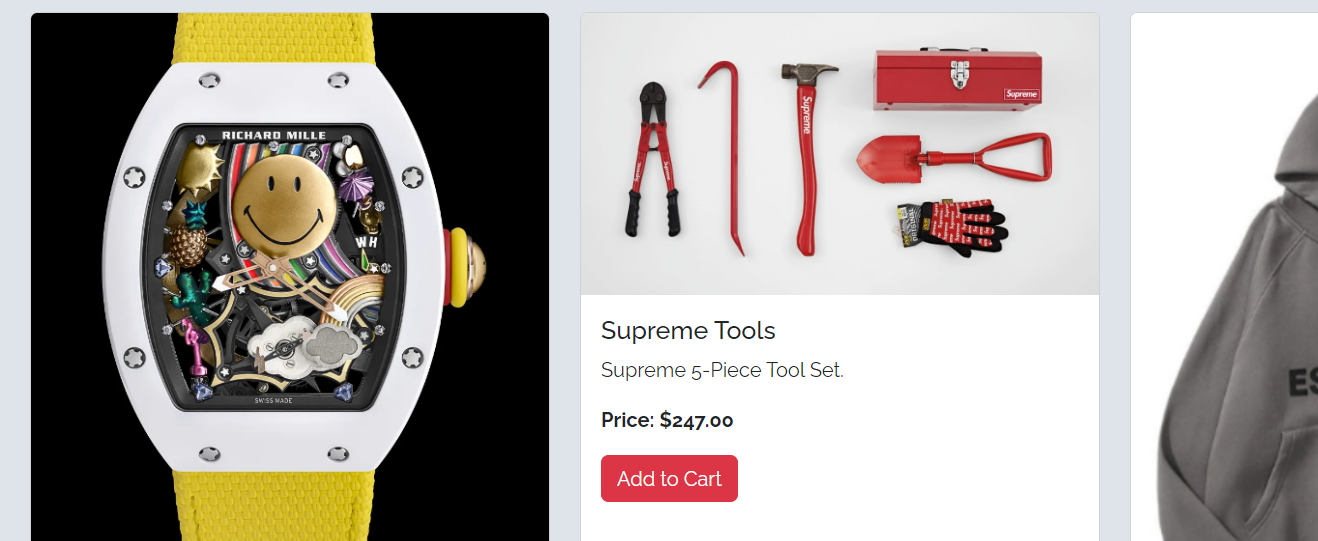 RICHARD MILLE
WH
SWISS MADE
Supreme
Supreme
Supreme Tools
Supreme 5-Piece Tool Set.
Price: $247.00
Add to Cart
ES